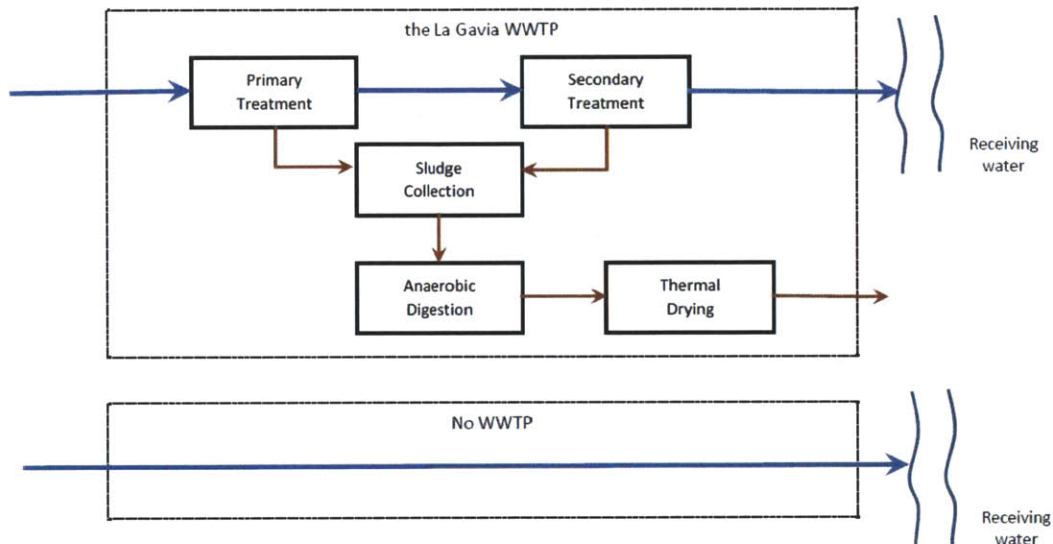 the La Gavia WWTP
Primary
Treatment
Secondary
Treatment
Receiving
water
Sludge
Collection
Anaerobic
Digestion
Thermal
Drying
No WWTP
Receiving
water